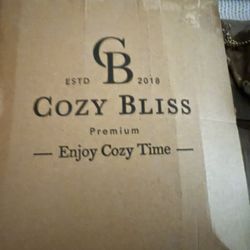 CB
ESTD 2018
COZY BLISS
Premium
— Enjoy Cozy Time —